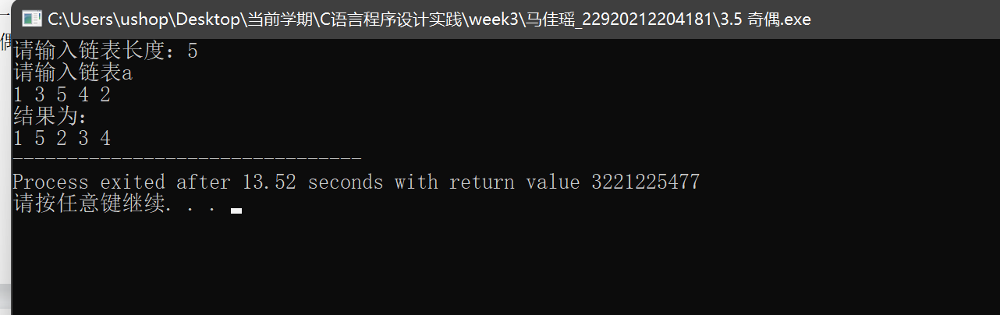 C:\Users\ushop\Desktop\当前学期\C语言程序设计实践\week3\马佳瑶_22920212204181\3.5 奇偶.exe
请输入链表长度：5
请输入链表a
1 3 5 4 2
结果为：
1 5 2 3 4
--------------------------------
Process exited after 13.52 seconds with return value 3221225477
请按任意键继续. . .